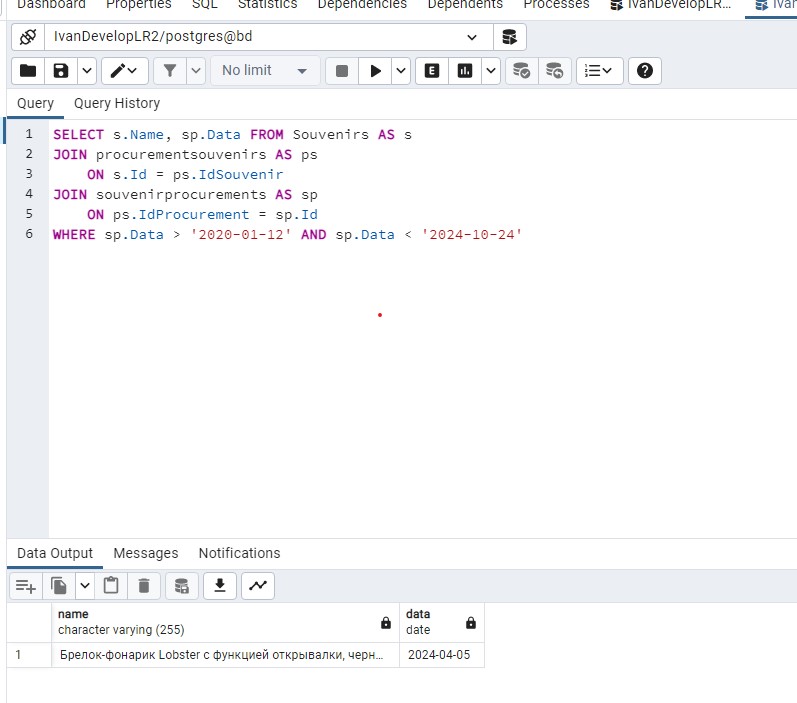 Dashboard Properties SQL Statistics Dependencies Dependents Processes IvanDevelopLR... Ivan
IvanDevelopLR2/postgres@bd
No limit E
Query Query History
1 SELECT s.Name, sp.Data FROM Souvenirs AS s
2 JOIN procurementsouvenirs AS ps
3 ON s.Id = ps.IdSouvenir
4 JOIN souvenirprocurements AS sp
5 ON ps.IdProcurement = sp.Id
6 WHERE sp.Data > '2020-01-12' AND sp.Data < '2024-10-24'
Data Output Messages Notifications
name data
character varying (255) date
1 Брелок-фонарик Lobster с функцией открывалки, черн... 2024-04-05